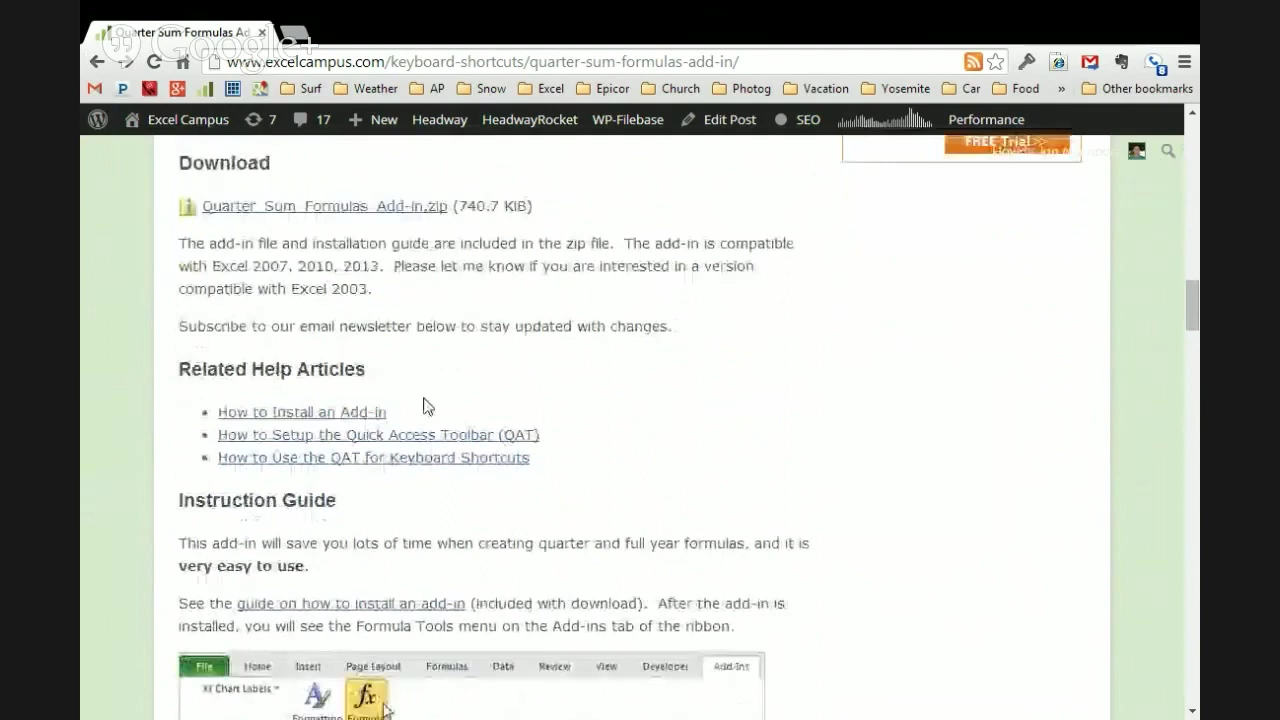 Quarter Sum Formulas Ad
Google+
www.excelcampus.com/keyboard-shortcuts/quarter-sum-formulas-add-in/
Surf Weather AP Snow Excel Epicor Church Photog Vacation Yosemite Car Food » Other bookmarks
Excel Campus 7 17 New Headway HeadwayRocket WP-Filebase Edit Post SEO Performance
FREE Trial>>
Download
Quarter_Sum_Formulas_Add-In.zip (740.7 KiB)
The add-in file and installation guide are included in the zip file. The add-in is compatible
with Excel 2007, 2010, 2013. Please let me know if you are interested in a version
compatible with Excel 2003.
Subscribe to our email newsletter below to stay updated with changes.
Related Help Articles
• How to Install an Add-in
• How to Setup the Quick Access Toolbar (QAT)
• How to Use the QAT for Keyboard Shortcuts
Instruction Guide
This add-in will save you lots of time when creating quarter and full year formulas, and it is
very easy to use.
See the guide on how to install an add-in (included with download). After the add-in is
installed, you will see the Formula Tools menu on the Add-ins tab of the ribbon.
File Home Insert Page Layout Formulas Data Review View Developer Add-Ins
XY Chart Labels
fx
Formatting